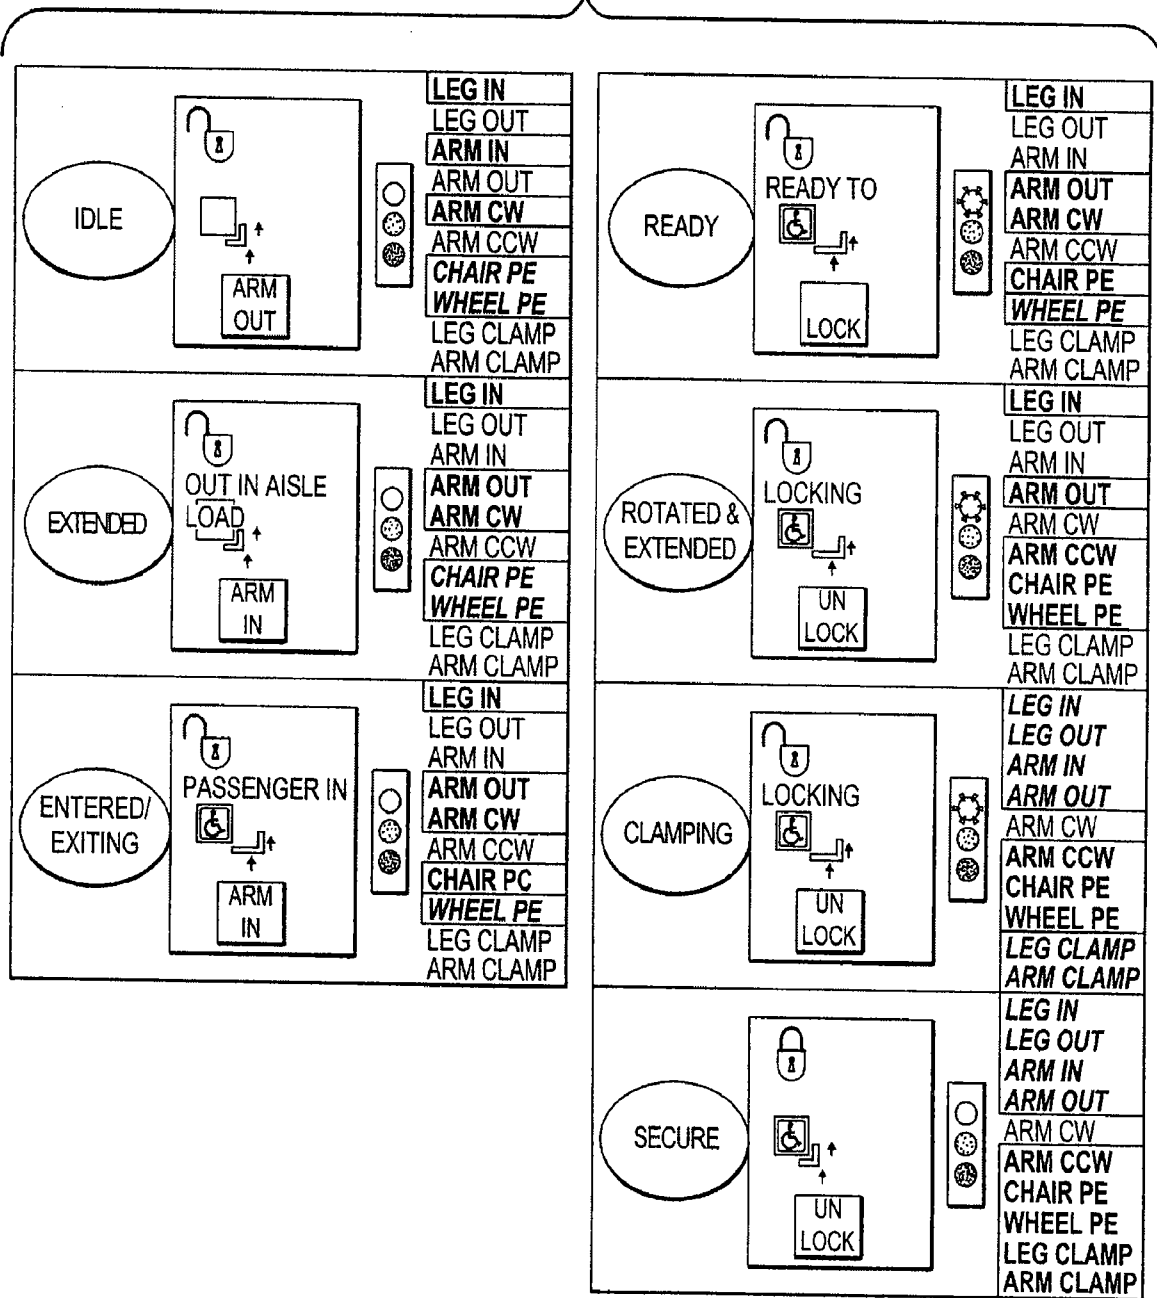 IDLE
ARM
OUT
LEG IN
LEG OUT
ARM IN
ARM OUT
ARM CW
ARM CCW
CHAIR PE
WHEEL PE
LEG CLAMP
ARM CLAMP
EXTENDED
OUT IN AISLE
LOAD
ARM
IN
LEG IN
LEG OUT
ARM IN
ARM OUT
ARM CW
ARM CCW
CHAIR PE
WHEEL PE
LEG CLAMP
ARM CLAMP
ENTERED/
EXITING
PASSENGER IN
ARM
IN
LEG IN
LEG OUT
ARM IN
ARM OUT
ARM CW
ARM CCW
CHAIR PC
WHEEL PE
LEG CLAMP
ARM CLAMP
READY
READY TO
LOCK
LEG IN
LEG OUT
ARM IN
ARM OUT
ARM CW
ARM CCW
CHAIR PE
WHEEL PE
LEG CLAMP
ARM CLAMP
ROTATED &
EXTENDED
LOCKING
UN
LOCK
LEG IN
LEG OUT
ARM IN
ARM OUT
ARM CW
ARM CCW
CHAIR PE
WHEEL PE
LEG CLAMP
ARM CLAMP
CLAMPING
LOCKING
UN
LOCK
LEG IN
LEG OUT
ARM IN
ARM OUT
ARM CW
ARM CCW
CHAIR PE
WHEEL PE
LEG CLAMP
ARM CLAMP
SECURE
UN
LOCK
LEG IN
LEG OUT
ARM IN
ARM OUT
ARM CW
ARM CCW
CHAIR PE
WHEEL PE
LEG CLAMP
ARM CLAMP